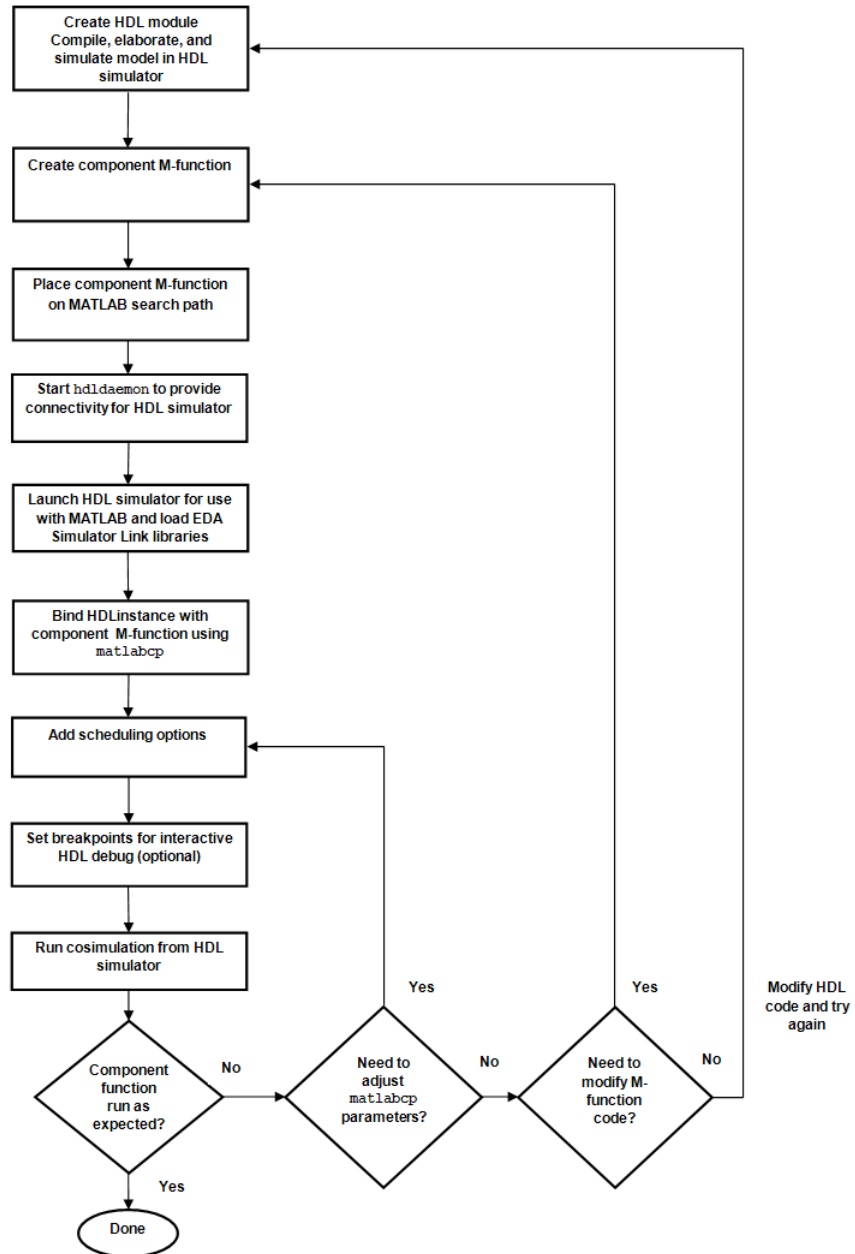 Create HDL module
Compile, elaborate, and
simulate model in HDL
simulator
Create component M-function
Place component M-function
on MATLAB search path
Start hdldaemon to provide
connectivity for HDL simulator
Launch HDL simulator for use
with MATLAB and load EDA
Simulator Link libraries
Bind HDLinstance with
component M-function using
matlabcp
Add scheduling options
Set breakpoints for interactive
HDL debug (optional)
Run cosimulation from HDL
simulator
Component
function
run as
expected?
No
Yes
Done
Need to
adjust
matlabcp
parameters?
Yes
No
Need to
modify M-
function
code?
Yes
No
Modify HDL
code and try
again